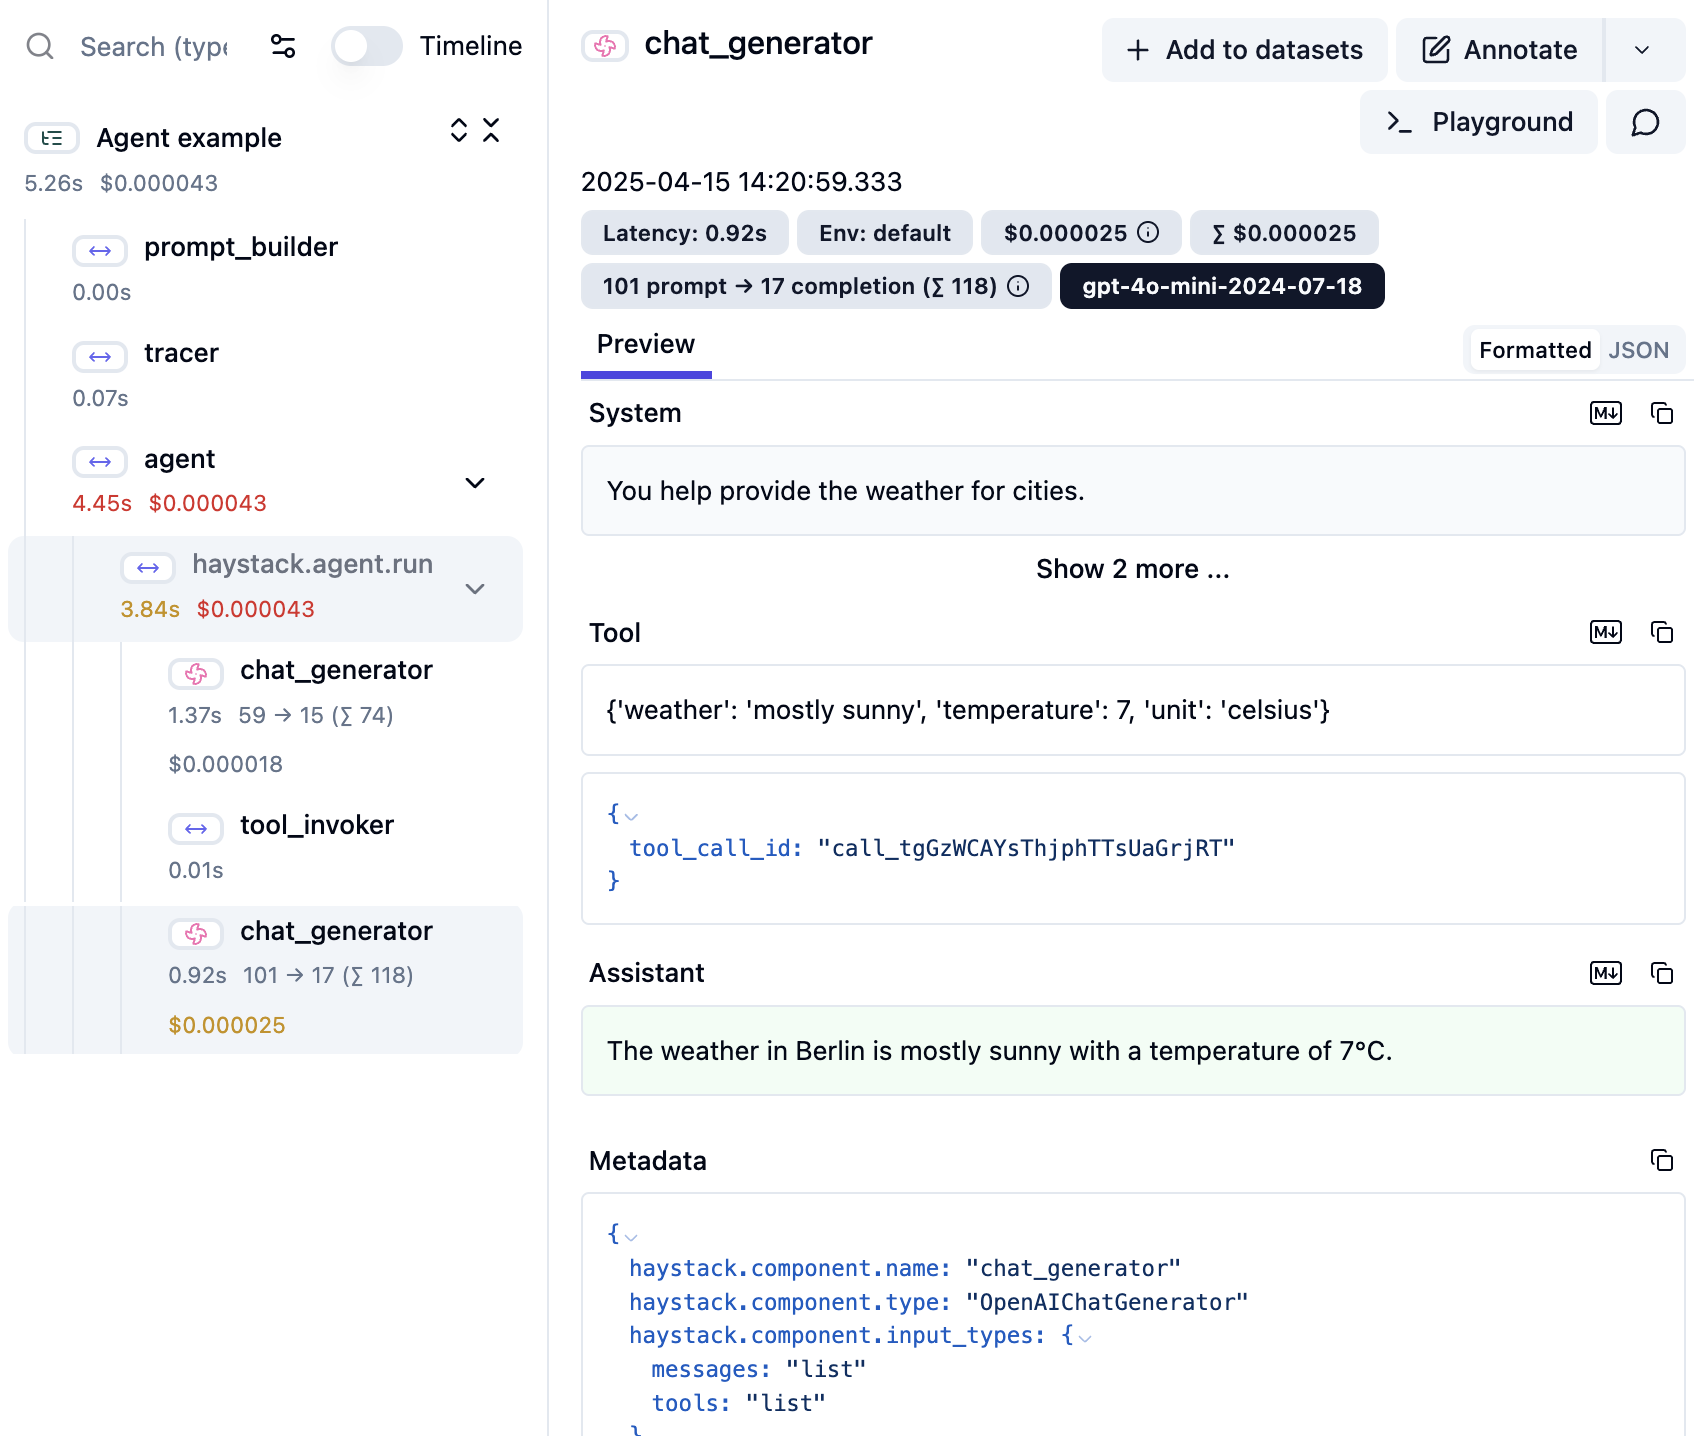 Search (type
Timeline
Agent example
5.26s $0.000043
prompt_builder
0.00s
tracer
0.07s
agent
4.45s $0.000043
haystack.agent.run
3.84s $0.000043
chat_generator
1.37s 59 → 15 (∑ 74)
$0.000018
tool_invoker
0.01s
chat_generator
0.92s 101 → 17 (∑ 118)
$0.000025
chat_generator
Add to datasets
Annotate
Playground
2025-04-15 14:20:59.333
Latency: 0.92s
Env: default
$0.000025
∑ $0.000025
101 prompt → 17 completion (∑ 118)
gpt-4o-mini-2024-07-18
Preview
Formatted JSON
System
M↓
You help provide the weather for cities.
Show 2 more ...
Tool
M↓
{'weather': 'mostly sunny', 'temperature': 7, 'unit': 'celsius'}
{
tool_call_id: "call_tgGzWCAYsThjphTTsUaGrjRT"
}
Assistant
M↓
The weather in Berlin is mostly sunny with a temperature of 7°C.
Metadata
{
haystack.component.name: "chat_generator"
haystack.component.type: "OpenAIChatGenerator"
haystack.component.input_types: {
messages: "list"
tools: "list"
}